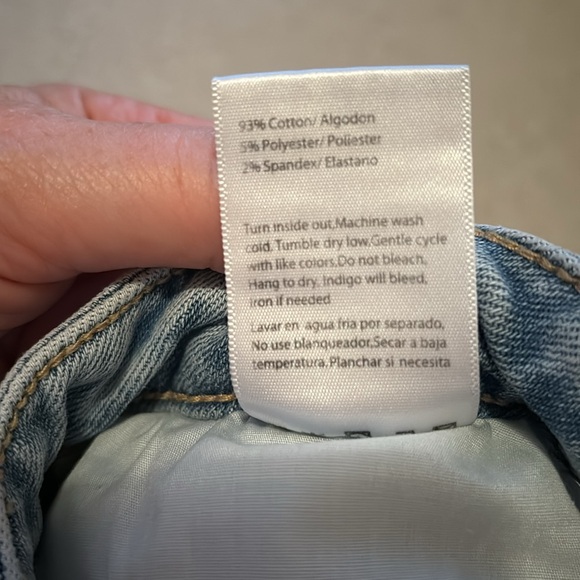 93% Cotton/ Algodon
5% Polyester/ Poliester
2% Spandex/ Elastano
Turn inside out,Machine wash
cold, Tumble dry low,Gentle cycle
with like colors,Do not bleach,
Hang to dry, Indigo will bleed,
Iron if needed
Lavar en agua fria por separado,
No use blanqueador,Secar a baja
temperatura.Planchar si necesita